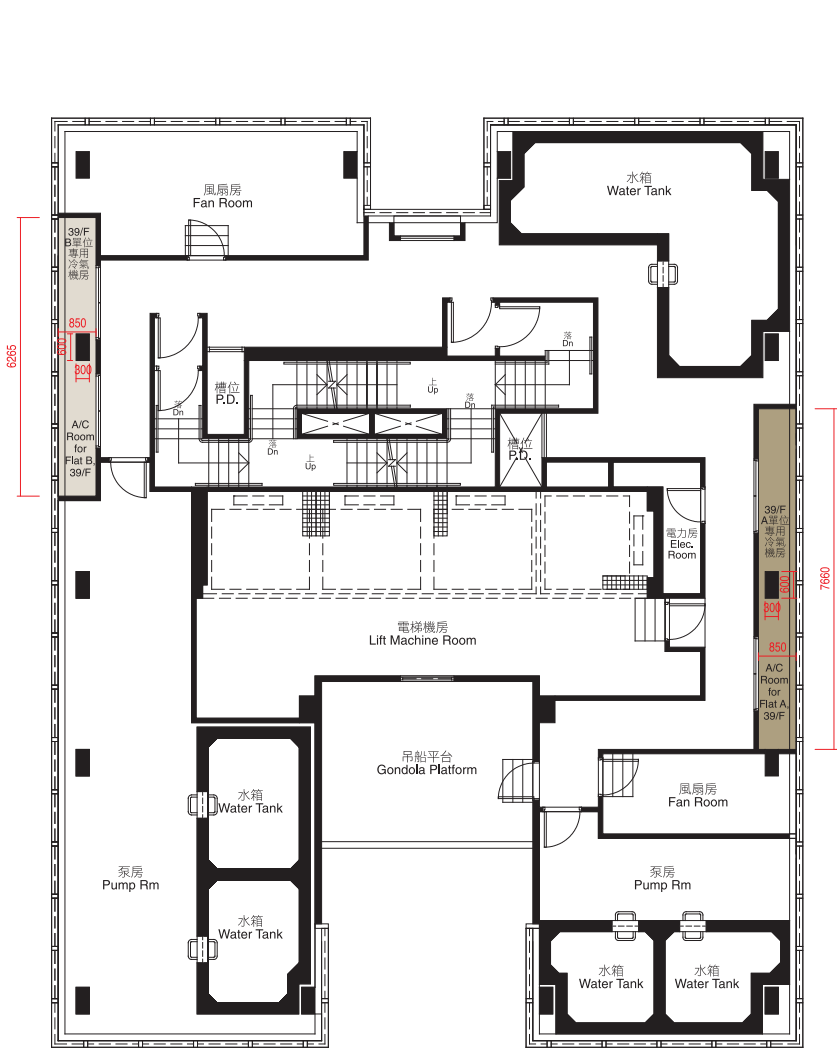 風扇房
Fan Room
水箱
Water Tank
39/F
B單位
專用
冷氣
機房
850
600
300
6265
A/C
Room
for
Flat B,
39/F
槽位
P.D.
落
Dn
落
Dn
上
Up
落
Dn
落
Dn
上
Up
槽位
P.D.
電力房
Elec.
Room
39/F
A單位
專用
冷氣
機房
600
300
850
7660
A/C
Room
for
Flat A,
39/F
電梯機房
Lift Machine Room
吊船平台
Gondola Platform
水箱
Water Tank
風扇房
Fan Room
泵房
Pump Rm
泵房
Pump Rm
水箱
Water Tank
水箱
Water Tank
水箱
Water Tank